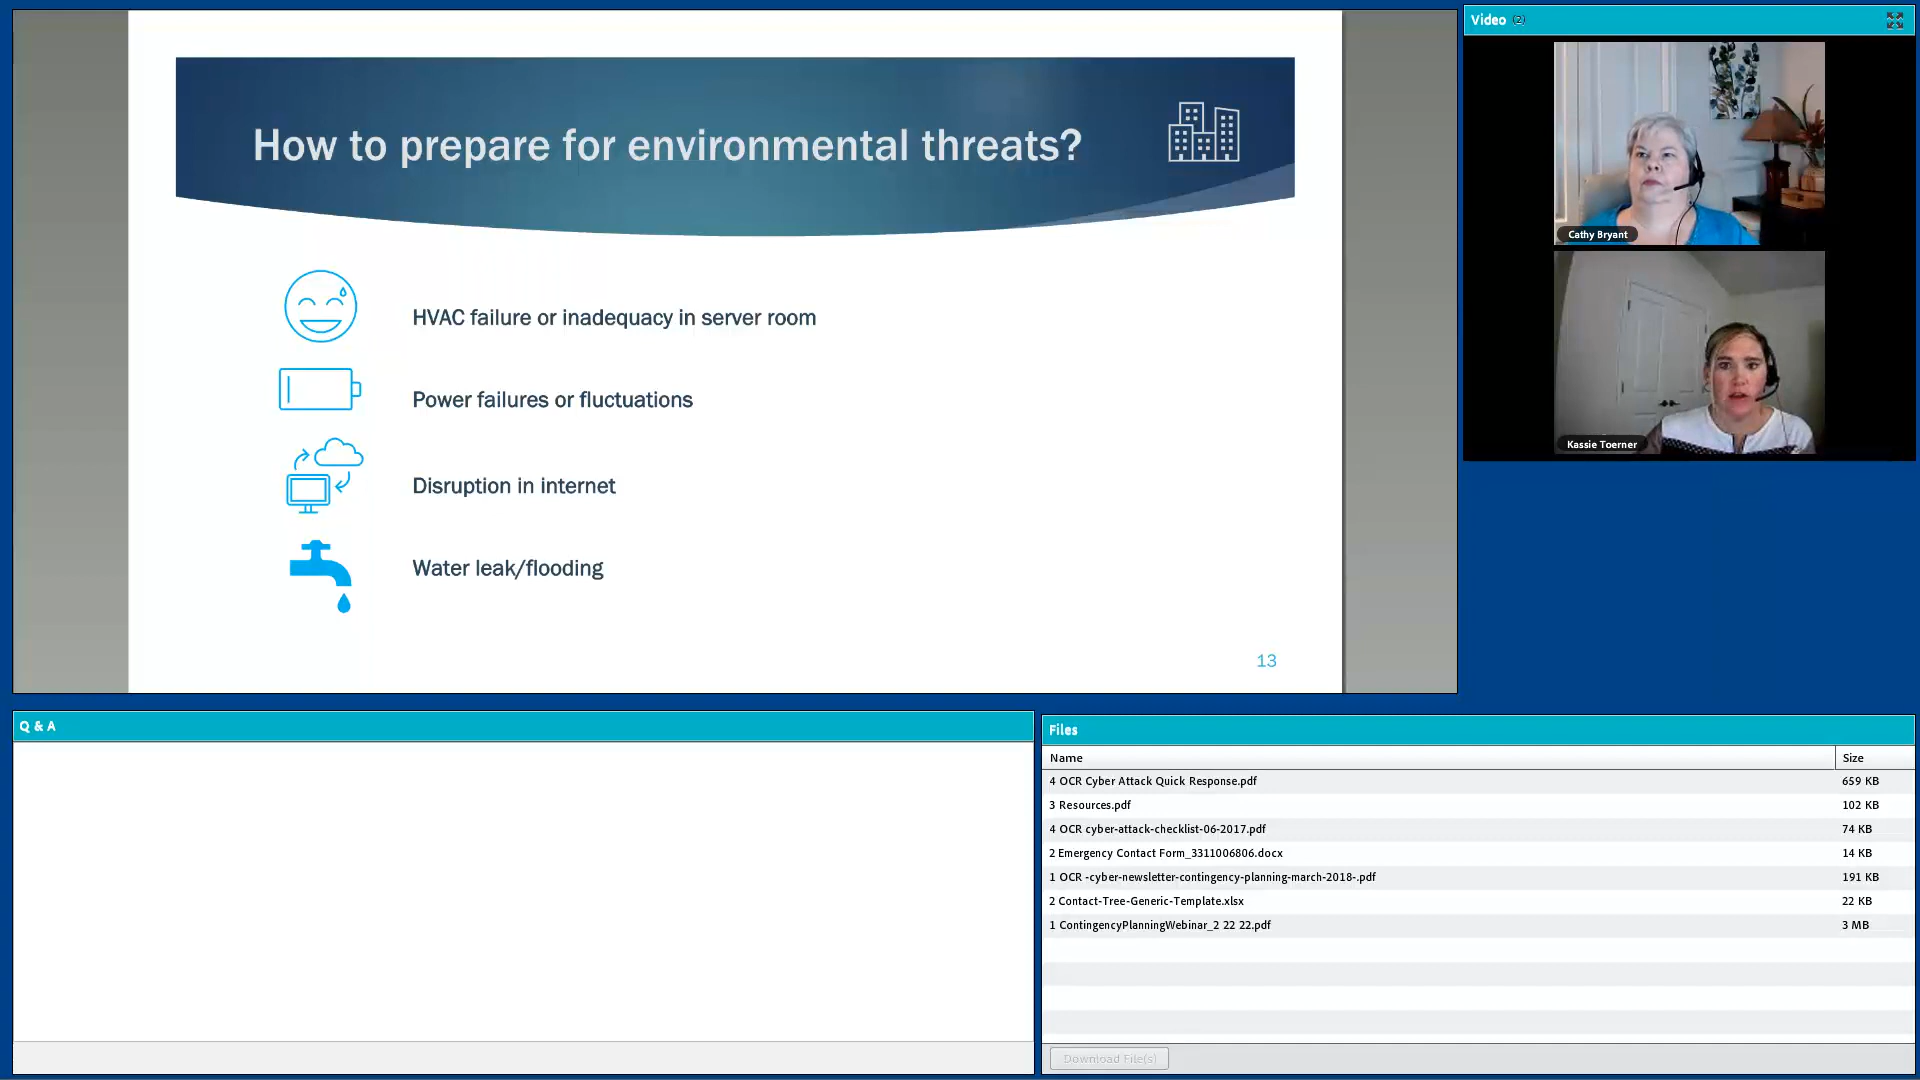 How to prepare for environmental threats?
HVAC failure or inadequacy in server room
Power failures or fluctuations
Disruption in internet
Water leak/flooding
13
Video (2)
Cathy Bryant
Kassie Toerner
Q & A
Files
Name Size
4 OCR Cyber Attack Quick Response.pdf 659 KB
3 Resources.pdf 102 KB
4 OCR cyber-attack-checklist-06-2017.pdf 74 KB
2 Emergency Contact Form_3311006806.docx 14 KB
1 OCR -cyber-newsletter-contingency-planning-march-2018-.pdf 191 KB
2 Contact-Tree-Generic-Template.xlsx 22 KB
1 ContingencyPlanningWebinar_2 22 22.pdf 3 MB
Download File(s)